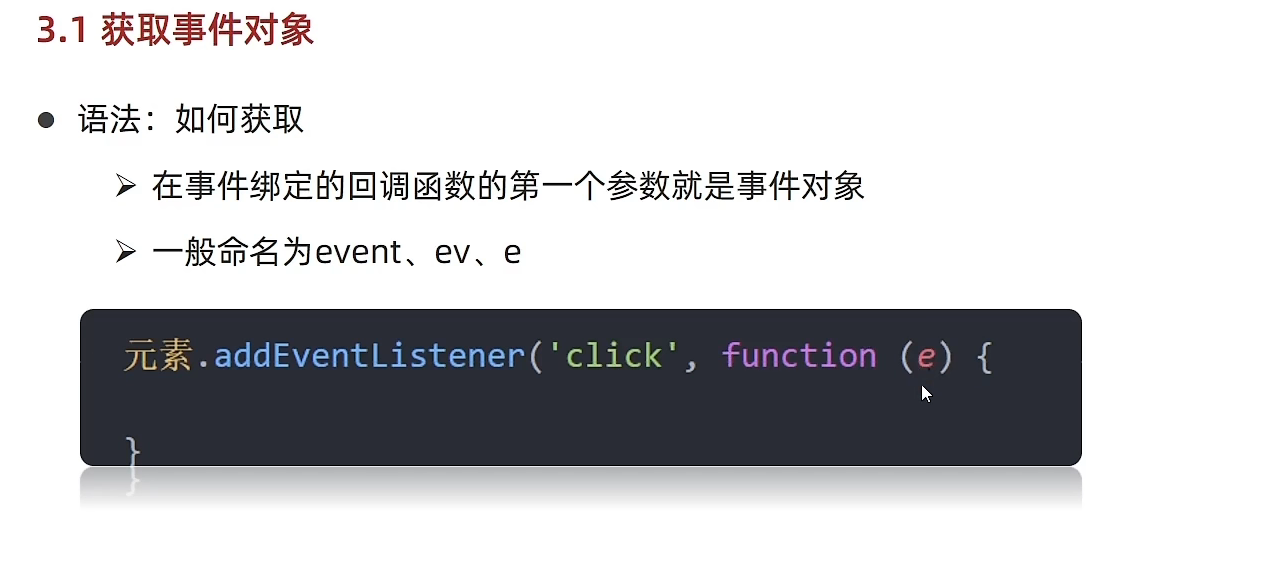 3.1 获取事件对象
语法：如何获取
在事件绑定的回调函数的第一个参数就是事件对象
一般命名为event、ev、e
元素.addEventListener('click', function (e) {
}